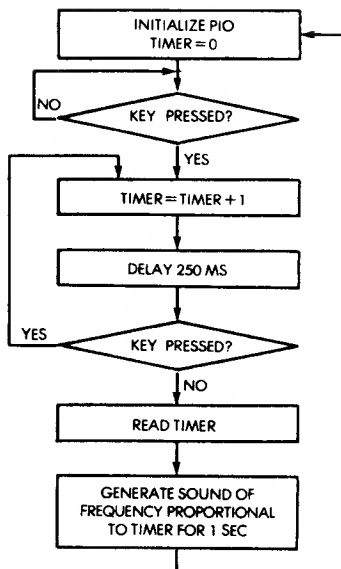 INITIALIZE PIO
TIMER = 0
NO
KEY PRESSED?
YES
TIMER = TIMER + 1
DELAY 250 MS
YES
KEY PRESSED?
NO
READ TIMER
GENERATE SOUND OF
FREQUENCY PROPORTIONAL
TO TIMER FOR 1 SEC